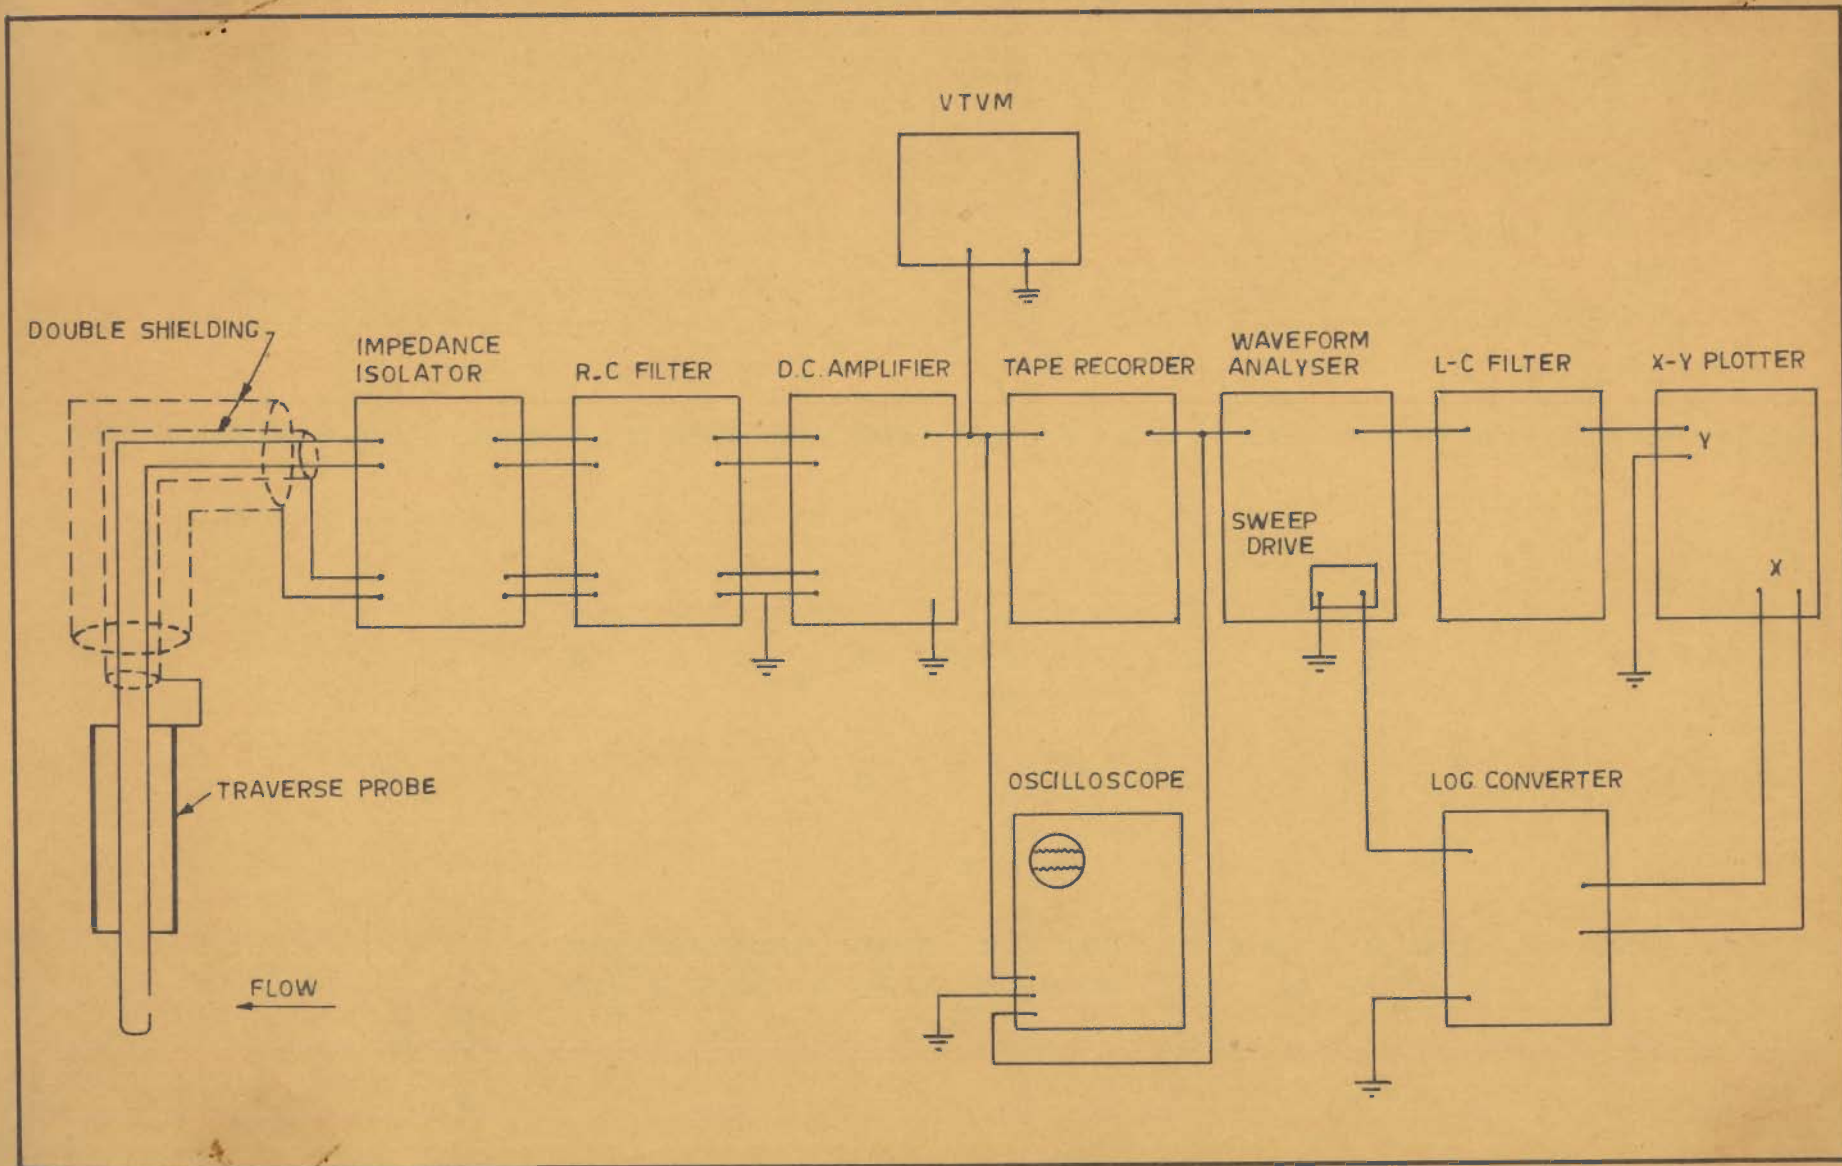 VTVM
DOUBLE SHIELDING
IMPEDANCE
ISOLATOR
R.C FILTER
D.C. AMPLIFIER
TAPE RECORDER
WAVEFORM
ANALYSER
L-C FILTER
X-Y PLOTTER
Y
SWEEP
DRIVE
X
TRAVERSE PROBE
OSCILLOSCOPE
LOG CONVERTER
FLOW